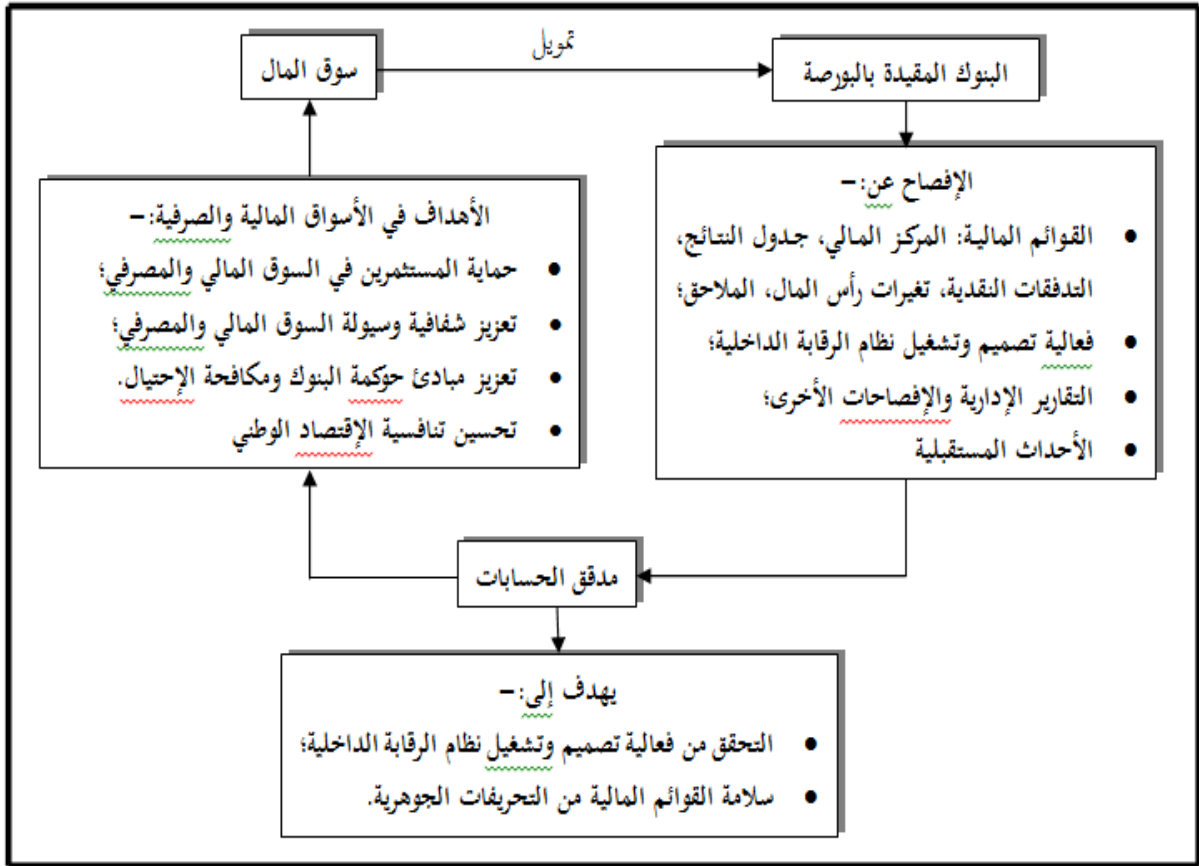 تمويل
البنوك المقيدة بالبورصة
سوق المال
الإفصاح عن:–
• القوائم المالية: المركز المالي، جدول النتائج،
التدفقات النقدية، تغيرات رأس المال، الملاحق؛
• فعالية تصميم وتشغيل نظام الرقابة الداخلية؛
• التقارير الإدارية والإفصاحات الأخرى؛
• الأحداث المستقبلية
الأهداف في الأسواق المالية والصرفية:–
• حماية المستثمرين في السوق المالي والمصرفي؛
• تعزيز شفافية وسيولة السوق المالي والمصرفي؛
• تعزيز مبادئ حوكمة البنوك ومكافحة الإحتيال.
• تحسين تنافسية الإقتصاد الوطني
مدقق الحسابات
يهدف إلى:–
• التحقق من فعالية تصميم وتشغيل نظام الرقابة الداخلية؛
• سلامة القوائم المالية من التحريفات الجوهرية.